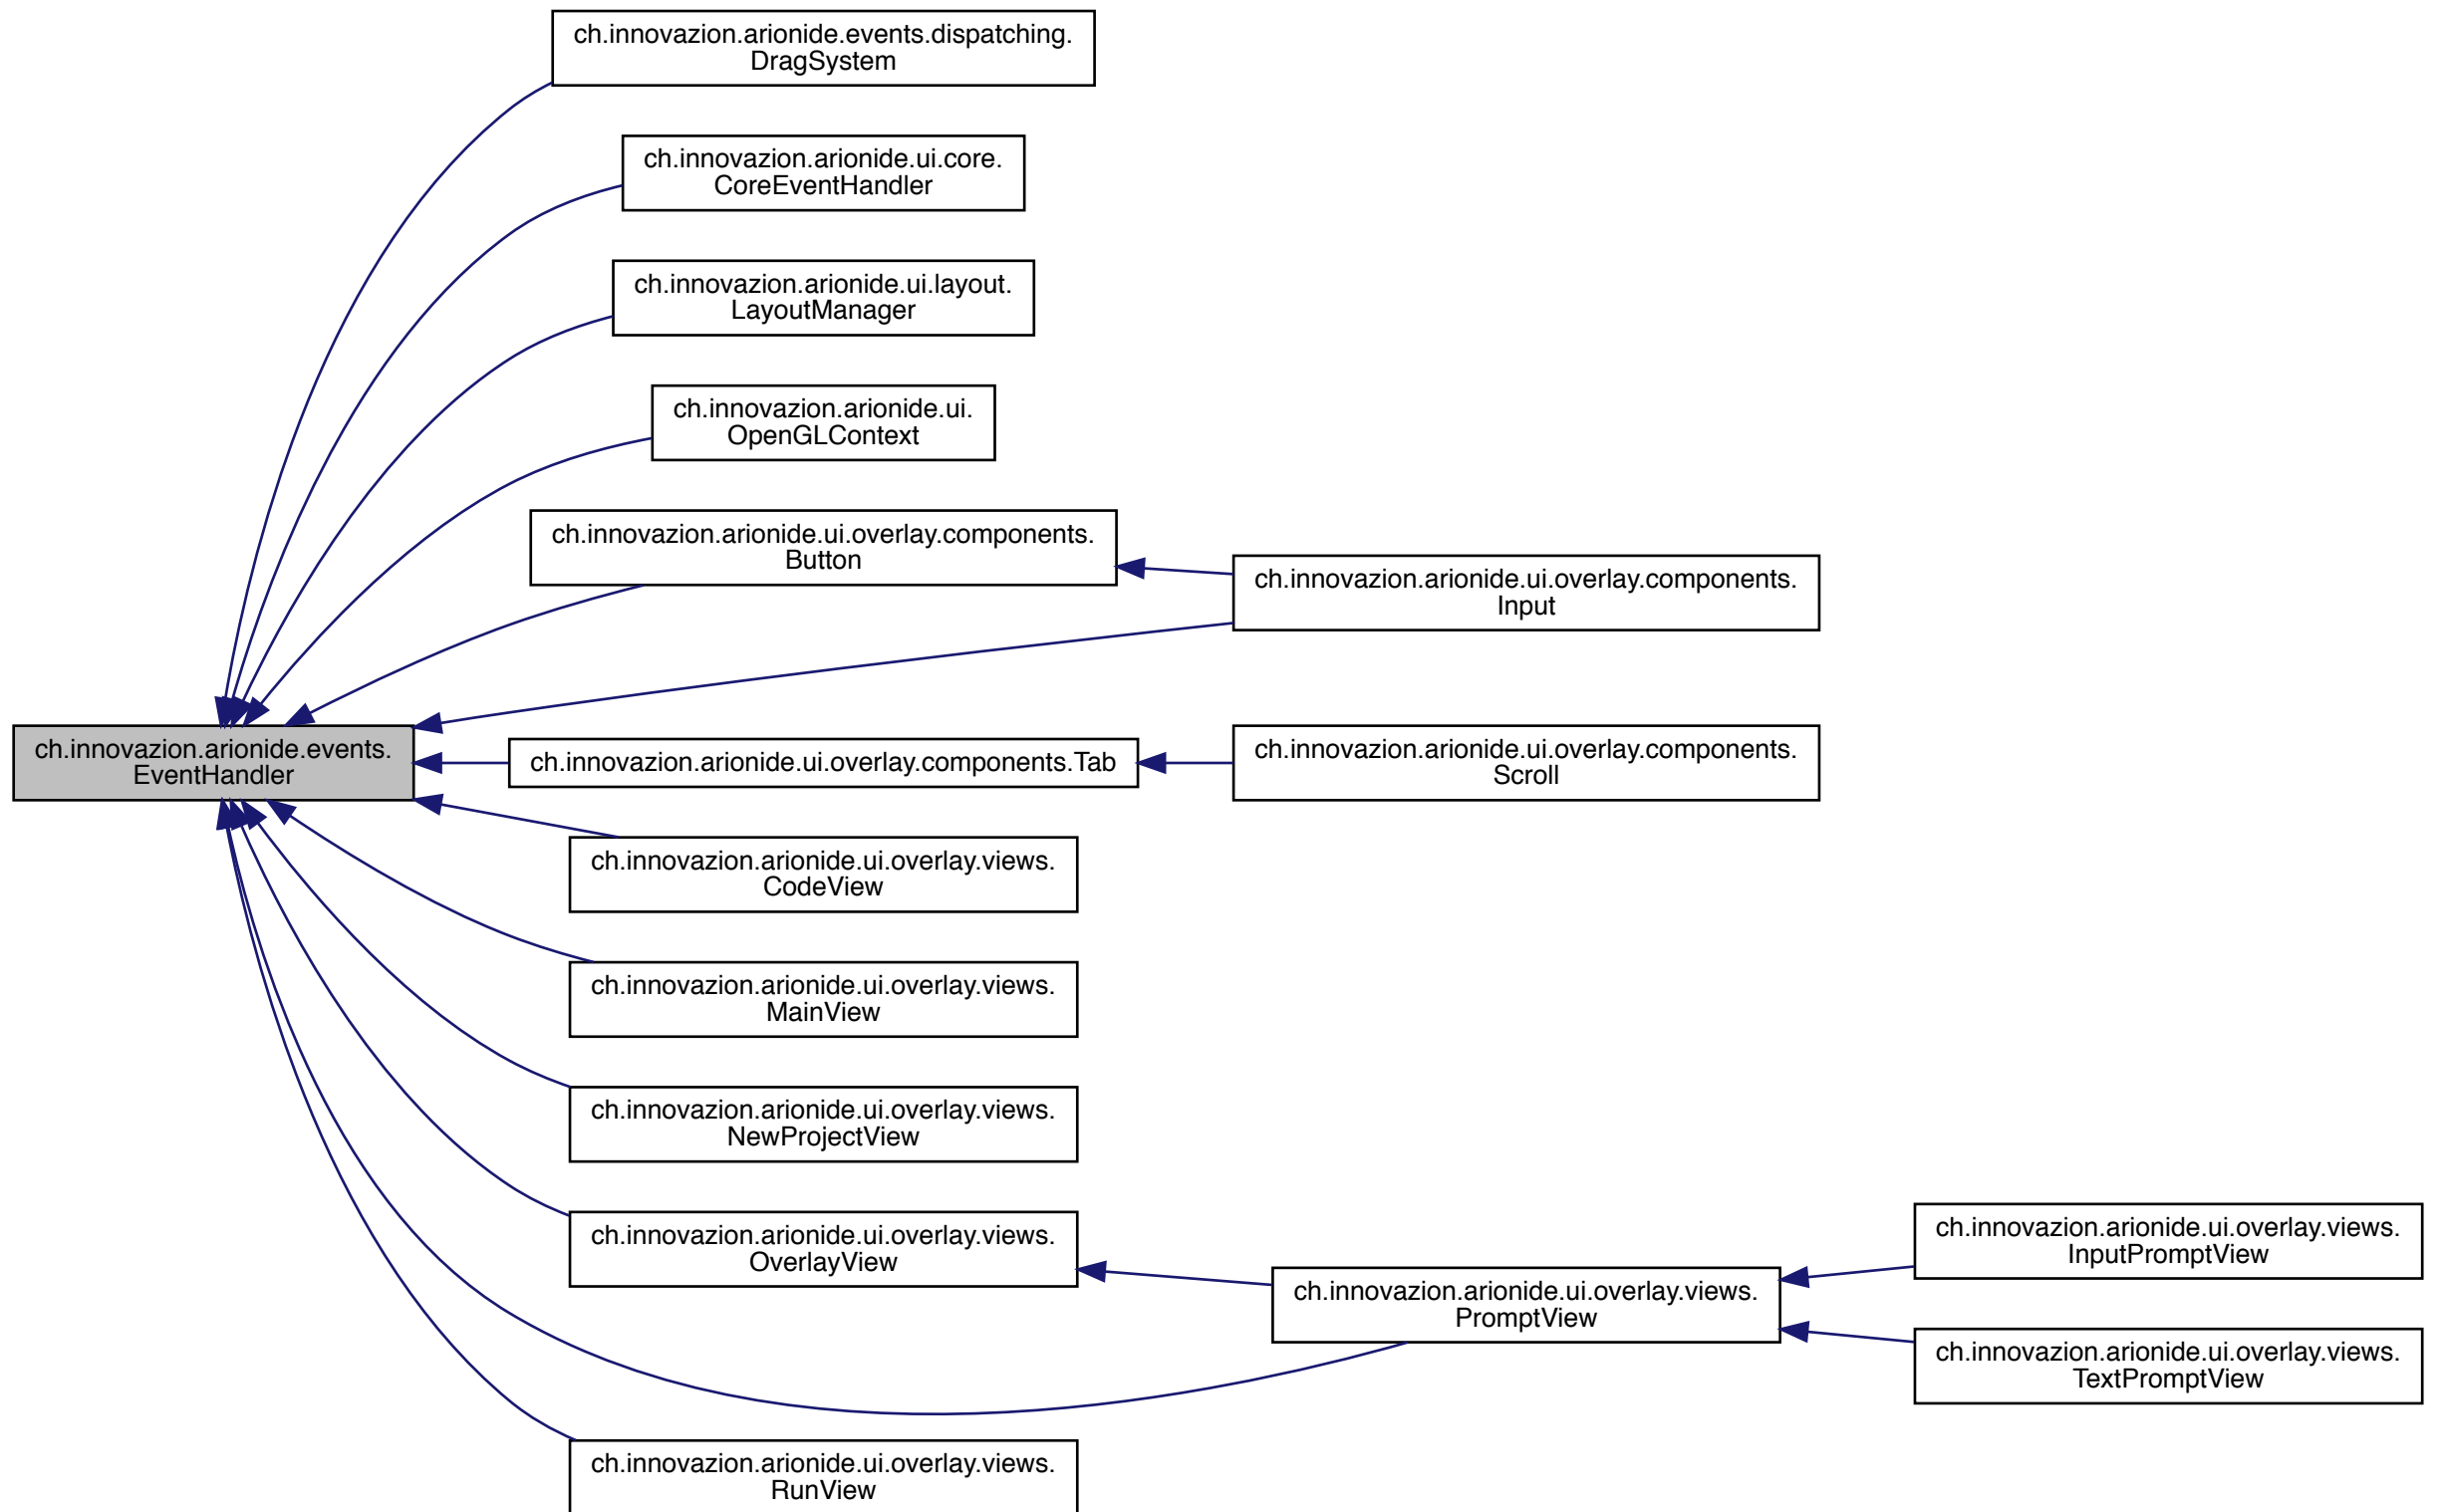 ch.innovazion.arionide.events.dispatching.
DragSystem
ch.innovazion.arionide.ui.core.
CoreEventHandler
ch.innovazion.arionide.ui.layout.
LayoutManager
ch.innovazion.arionide.ui.
OpenGLContext
ch.innovazion.arionide.ui.overlay.components.
Button
ch.innovazion.arionide.ui.overlay.components.
Input
ch.innovazion.arionide.events.
EventHandler
ch.innovazion.arionide.ui.overlay.components.Tab
ch.innovazion.arionide.ui.overlay.components.
Scroll
ch.innovazion.arionide.ui.overlay.views.
CodeView
ch.innovazion.arionide.ui.overlay.views.
MainView
ch.innovazion.arionide.ui.overlay.views.
NewProjectView
ch.innovazion.arionide.ui.overlay.views.
OverlayView
ch.innovazion.arionide.ui.overlay.views.
PromptView
ch.innovazion.arionide.ui.overlay.views.
InputPromptView
ch.innovazion.arionide.ui.overlay.views.
TextPromptView
ch.innovazion.arionide.ui.overlay.views.
RunView